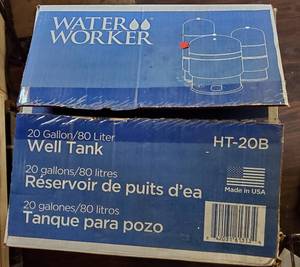 WATER
WORKER
20 Gallon/80 Liter
Well Tank
HT-20B
20 gallons/80 litres
Réservoir de puits d'ea
Made in USA
20 galones/80 litros
Tanque para pozo